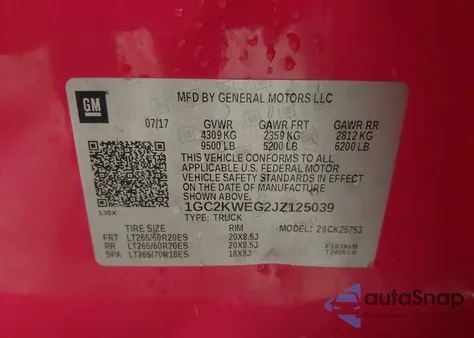 GM
MFD BY GENERAL MOTORS LLC
07/17 GVWR GAWR FRT GAWR RR
4309 KG 2359 KG 2812 KG
9500 LB 5200 LB 6200 LB
THIS VEHICLE CONFORMS TO ALL
APPLICABLE U.S. FEDERAL MOTOR
VEHICLE SAFETY STANDARDS IN
EFFECT ON THE DATE OF MANUFACTURE
SHOWN ABOVE.
1GC2KWEG2JZ125039
TYPE: TRUCK
TIRE SIZE RIM MODEL:
FRT LT265/60R20ES 20X8.5J
RR LT265/60R20ES 20X8.5J
SPA LT265/70R18ES 18X8J
autoSnap